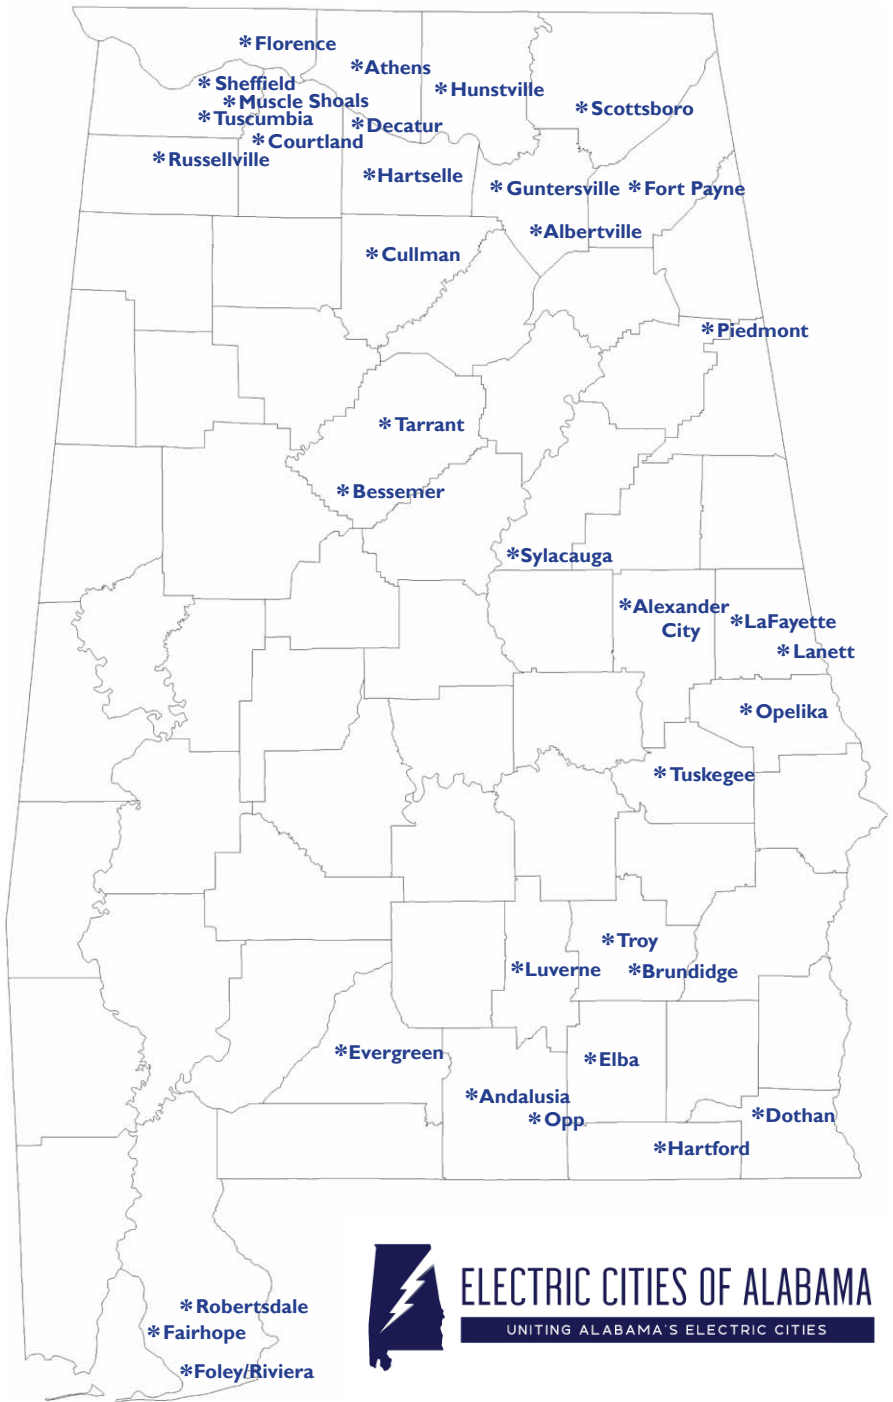 *Florence
*Athens
*Sheffield
*Hunstville
*Muscle Shoals
*Scottsboro
*Tuscumbia
*Decatur
*Courtland
*Russellville
*Hartselle
*Guntersville
*Fort Payne
*Albertville
*Cullman
*Piedmont
*Tarrant
*Bessemer
*Sylacauga
*Alexander
City
*LaFayette
*Lanett
*Opelika
*Tuskegee
*Troy
*Luverne
*Brundidge
*Evergreen
*Elba
*Andalusia
*Opp
*Dothan
*Hartford
*Robertsdale
*Fairhope
*Foley/Riviera
ELECTRIC CITIES OF ALABAMA
UNITING ALABAMA'S ELECTRIC CITIES